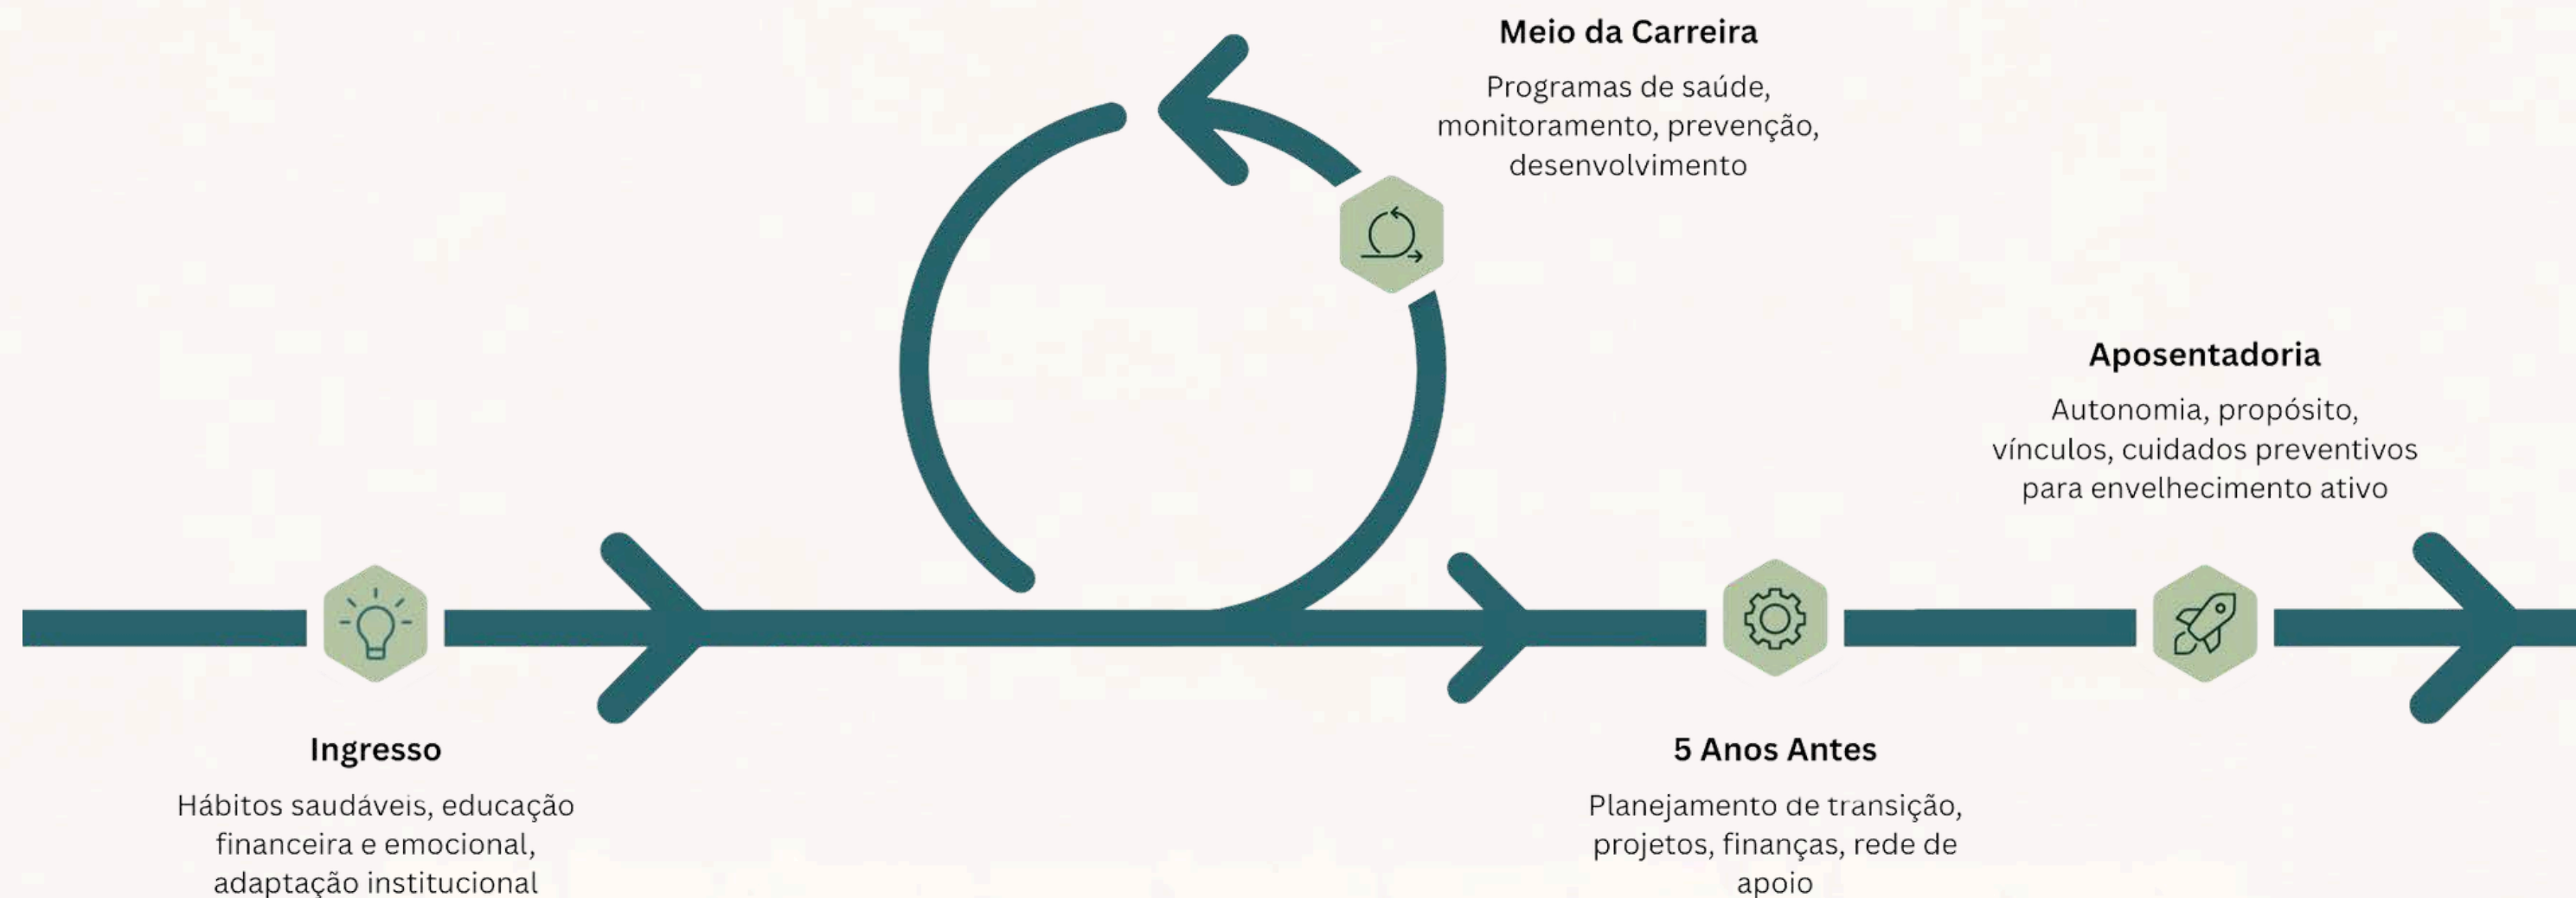 Meio da Carreira
Programas de saúde,
monitoramento, prevenção,
desenvolvimento
Aposentadoria
Autonomia, propósito,
vínculos, cuidados preventivos
para envelhecimento ativo
Ingresso
Hábitos saudáveis, educação
financeira e emocional,
adaptação institucional
5 Anos Antes
Planejamento de transição,
projetos, finanças, rede de
apoio